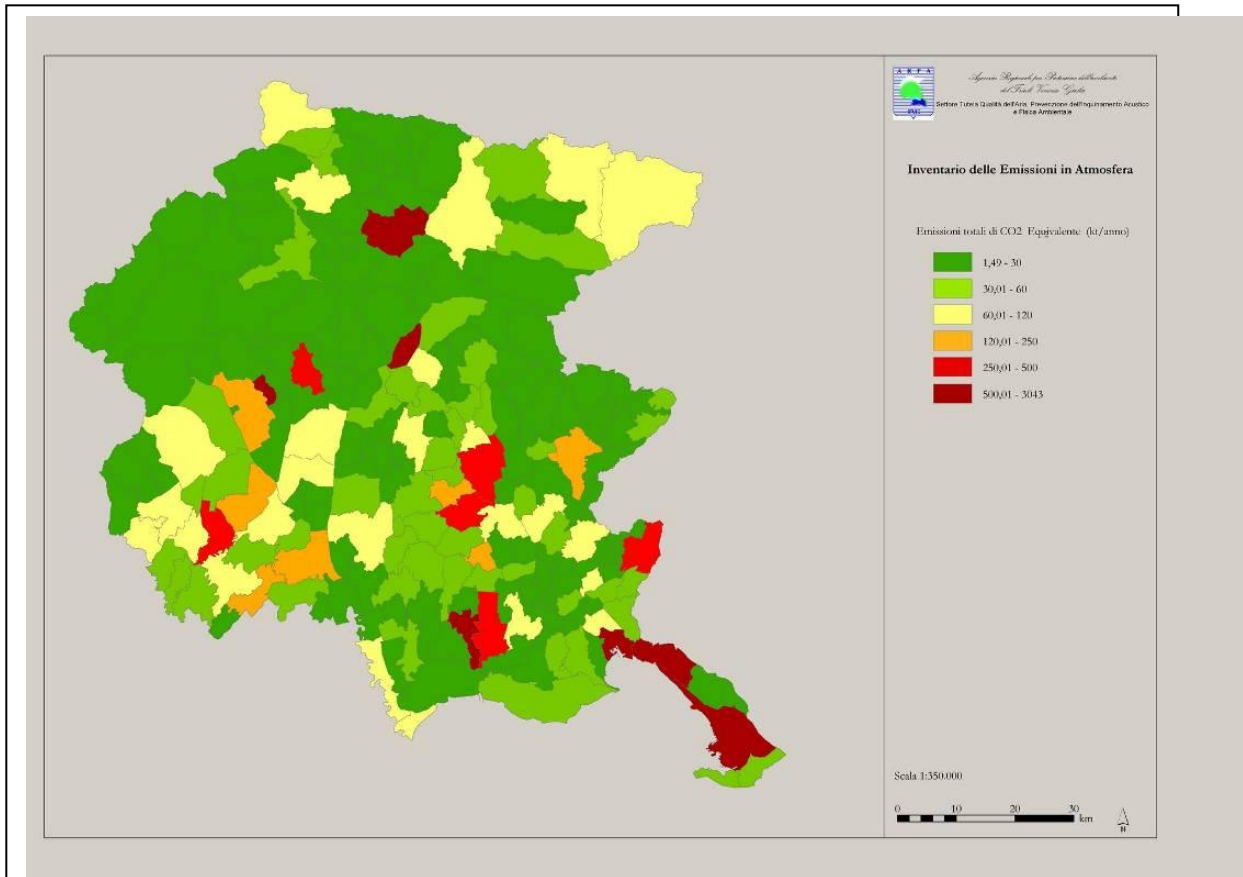 ARPA
Agenzia Regionale per Protezione dell'Ambiente
del Friuli Venezia Giulia
Settore Tutela Qualità dell'Aria, Prevenzione dell'Inquinamento Acustico
e Fisica Ambientale
Inventario delle Emissioni in Atmosfera
Emissioni totali di CO2 Equivalente (kt/anno)
1,49 - 30
30,01 - 60
60,01 - 120
120,01 - 250
250,01 - 500
500,01 - 3043
Scala 1:350.000
0 10 20 30
km
N